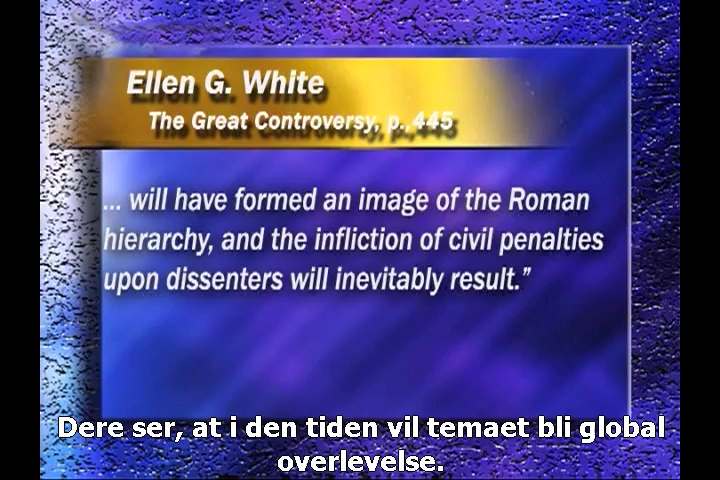 Ellen G. White
The Great Controversy, p. 445
... will have formed an image of the Roman
hierarchy, and the infliction of civil penalties
upon dissenters will inevitably result.”
Dere ser, at i den tiden vil temaet bli global
overlevelse.